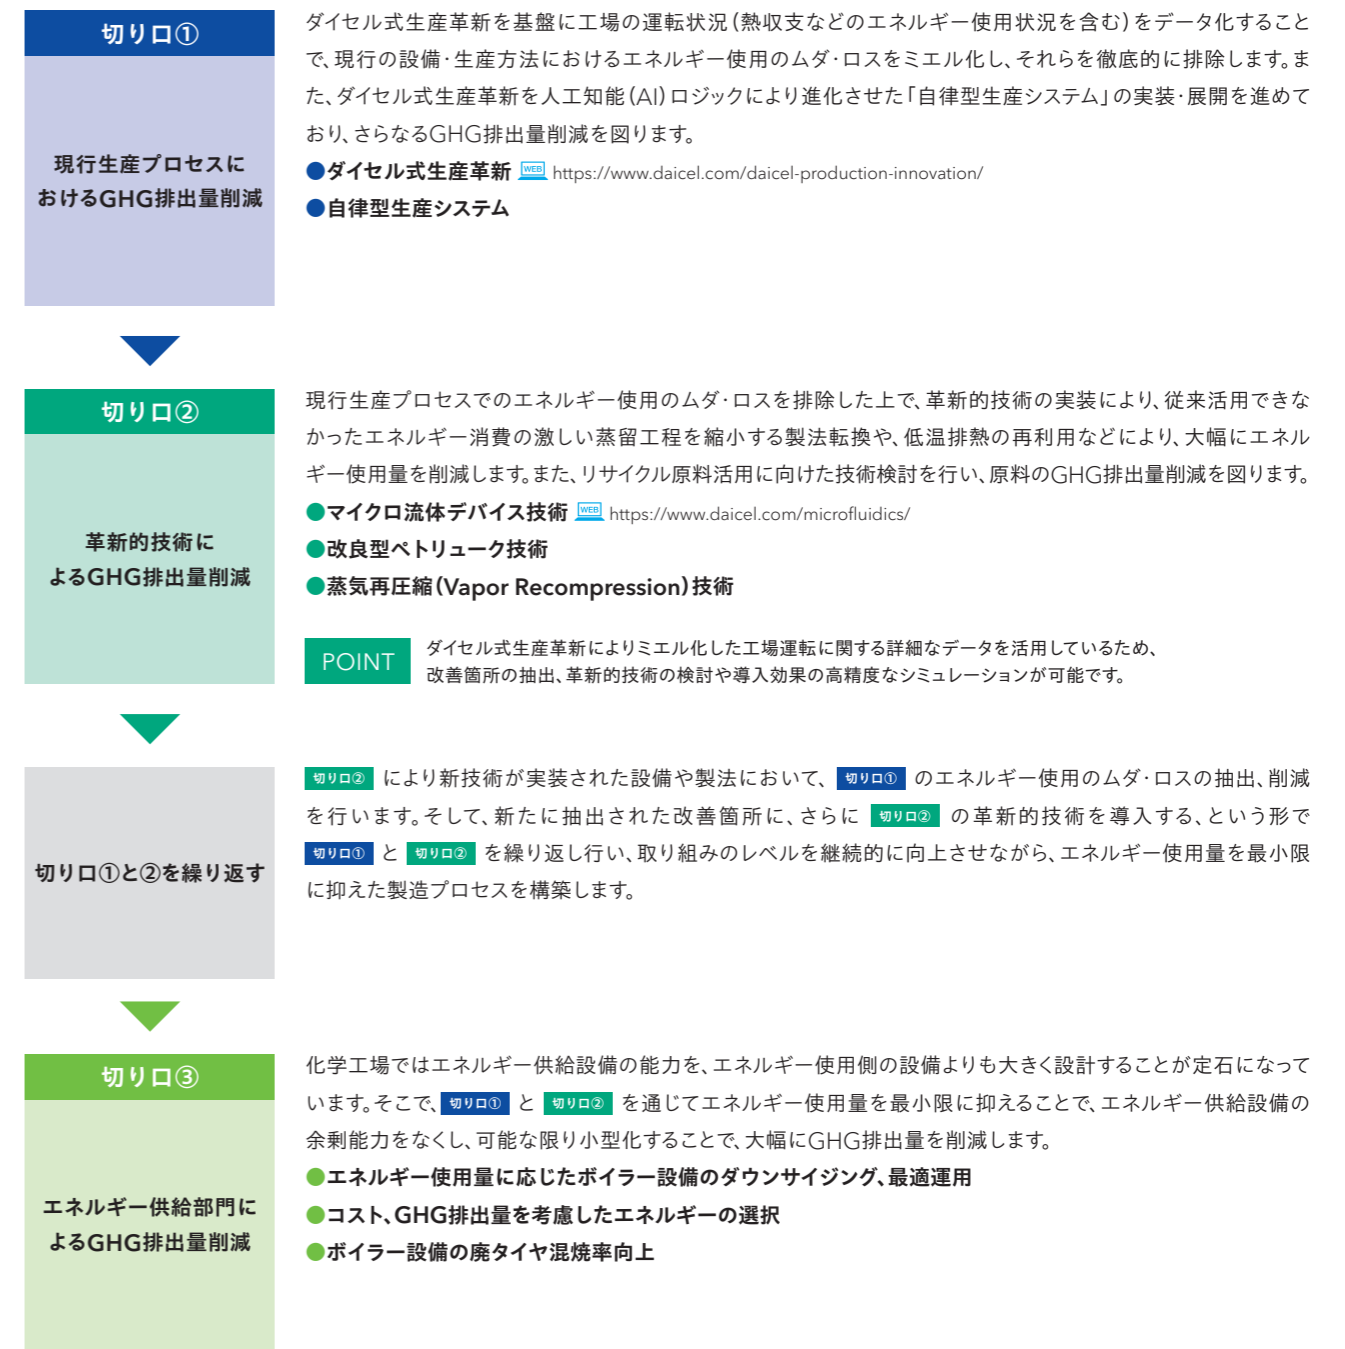 切り口①
現行生産プロセスに
おけるGHG排出量削減
ダイセル式生産革新を基盤に工場の運転状況（熱収支などのエネルギー使用状況を含む）をデータ化すること
で、現行の設備・生産方法におけるエネルギー使用のムダ・ロスをミエル化し、それらを徹底的に排除します。ま
た、ダイセル式生産革新を人工知能（AI）ロジックにより進化させた「自律型生産システム」の実装・展開を進めて
おり、さらなるGHG排出量削減を図ります。
●ダイセル式生産革新 WEB https://www.daicel.com/daicel-production-innovation/
●自律型生産システム
切り口②
革新的技術に
よるGHG排出量削減
現行生産プロセスでのエネルギー使用のムダ・ロスを排除した上で、革新的技術の実装により、従来活用できな
かったエネルギー消費の激しい蒸留工程を縮小する製法転換や、低温排熱の再利用などにより、大幅にエネル
ギー使用量を削減します。また、リサイクル原料活用に向けた技術検討を行い、原料のGHG排出量削減を図ります。
●マイクロ流体デバイス技術 WEB https://www.daicel.com/microfluidics/
●改良型ペトリューク技術
●蒸気再圧縮（Vapor Recompression）技術
POINT
ダイセル式生産革新によりミエル化した工場運転に関する詳細なデータを活用しているため、
改善箇所の抽出、革新的技術の検討や導入効果の高精度なシミュレーションが可能です。
切り口①と②を繰り返す
切り口② により新技術が実装された設備や製法において、 切り口① のエネルギー使用のムダ・ロスの抽出、削減
を行います。そして、新たに抽出された改善箇所に、さらに 切り口② の革新的技術を導入する、という形で
切り口① と 切り口② を繰り返し行い、取り組みのレベルを継続的に向上させながら、エネルギー使用量を最小限
に抑えた製造プロセスを構築します。
切り口③
エネルギー供給部門に
よるGHG排出量削減
化学工場ではエネルギー供給設備の能力を、エネルギー使用側の設備よりも大きく設計することが定石になって
います。そこで、 切り口① と 切り口② を通じてエネルギー使用量を最小限に抑えることで、エネルギー供給設備の
余剰能力をなくし、可能な限り小型化することで、大幅にGHG排出量を削減します。
●エネルギー使用量に応じたボイラー設備のダウンサイジング、最適運用
●コスト、GHG排出量を考慮したエネルギーの選択
●ボイラー設備の廃タイヤ混焼率向上